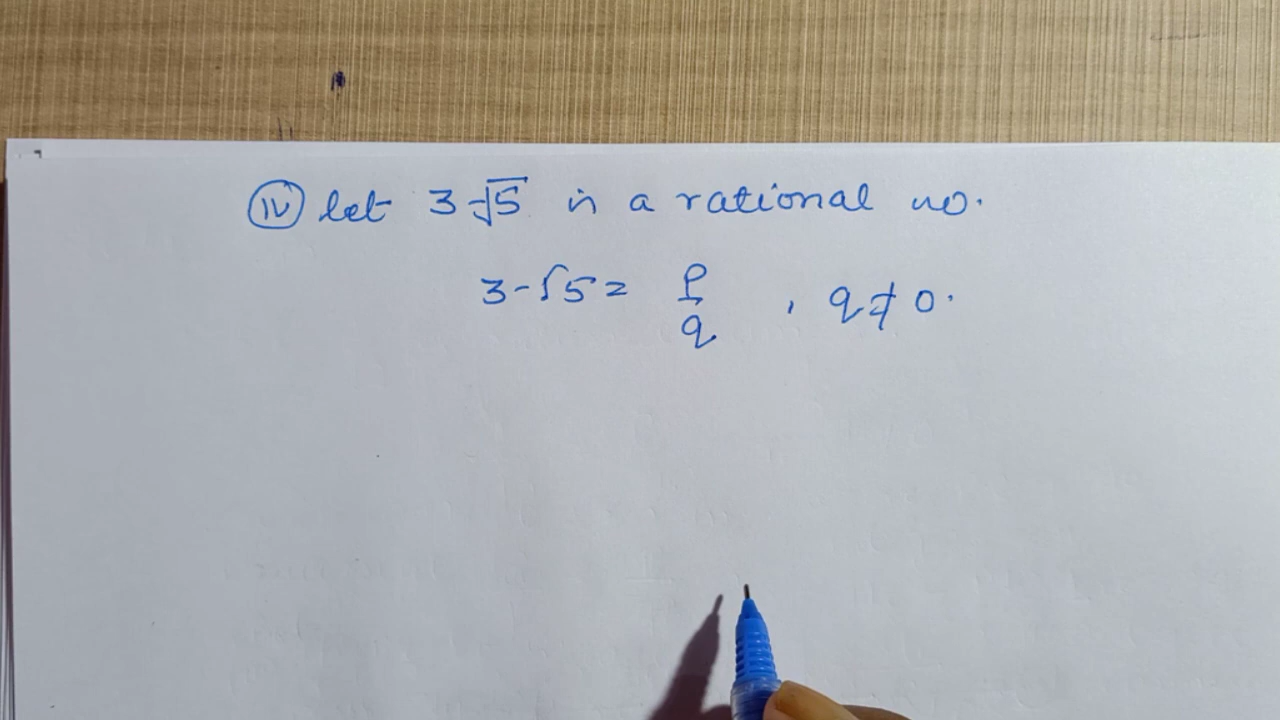 (iv) let 3-√5 is a rational no.
3-√5 = p/q , q ≠ 0.